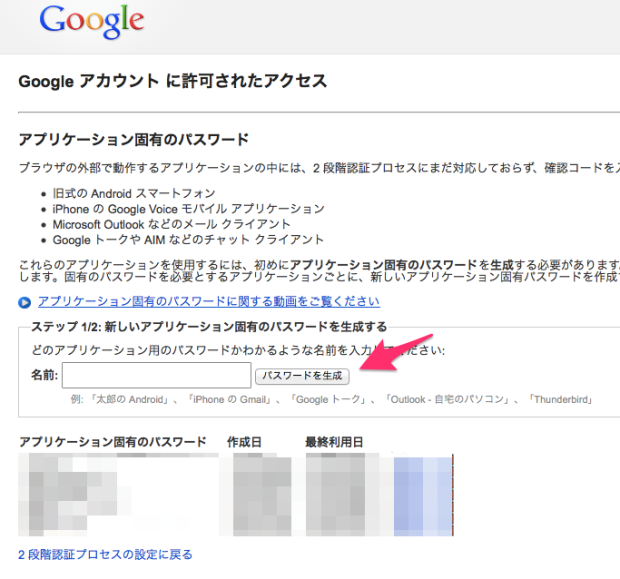 Google
Google アカウント に許可されたアクセス
アプリケーション固有のパスワード
ブラウザの外部で動作するアプリケーションの中には、2 段階認証プロセスにまだ対応しておらず、確認コードを入
• 旧式の Android スマートフォン
• iPhone の Google Voice モバイル アプリケーション
• Microsoft Outlook などのメール クライアント
• Google トークや AIM などのチャット クライアント
これらのアプリケーションを使用するには、初めにアプリケーション固有のパスワードを生成する必要があります。
します。固有のパスワードを必要とするアプリケーションごとに、新しいアプリケーション固有パスワードを作成
アプリケーション固有のパスワードに関する動画をご覧ください
ステップ 1/2: 新しいアプリケーション固有のパスワードを生成する
どのアプリケーション用のパスワードかわかるような名前を入力してください:
名前: パスワードを生成
例: 「太郎の Android」、「iPhone の Gmail」、「Google トーク」、「Outlook - 自宅のパソコン」、「Thunderbird」
アプリケーション固有のパスワード 作成日 最終利用日
2 段階認証プロセスの設定に戻る